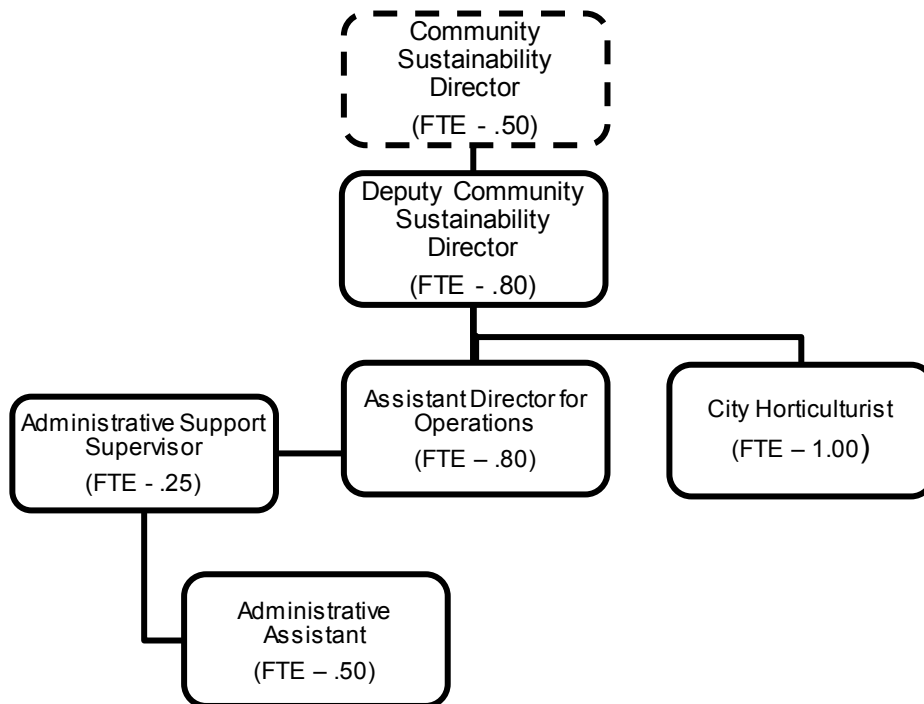 Community
Sustainability
Director
(FTE - .50)
Deputy Community
Sustainability
Director
(FTE - .80)
Assistant Director for
Operations
(FTE – .80)
City Horticulturist
(FTE – 1.00)
Administrative Support
Supervisor
(FTE - .25)
Administrative
Assistant
(FTE – .50)